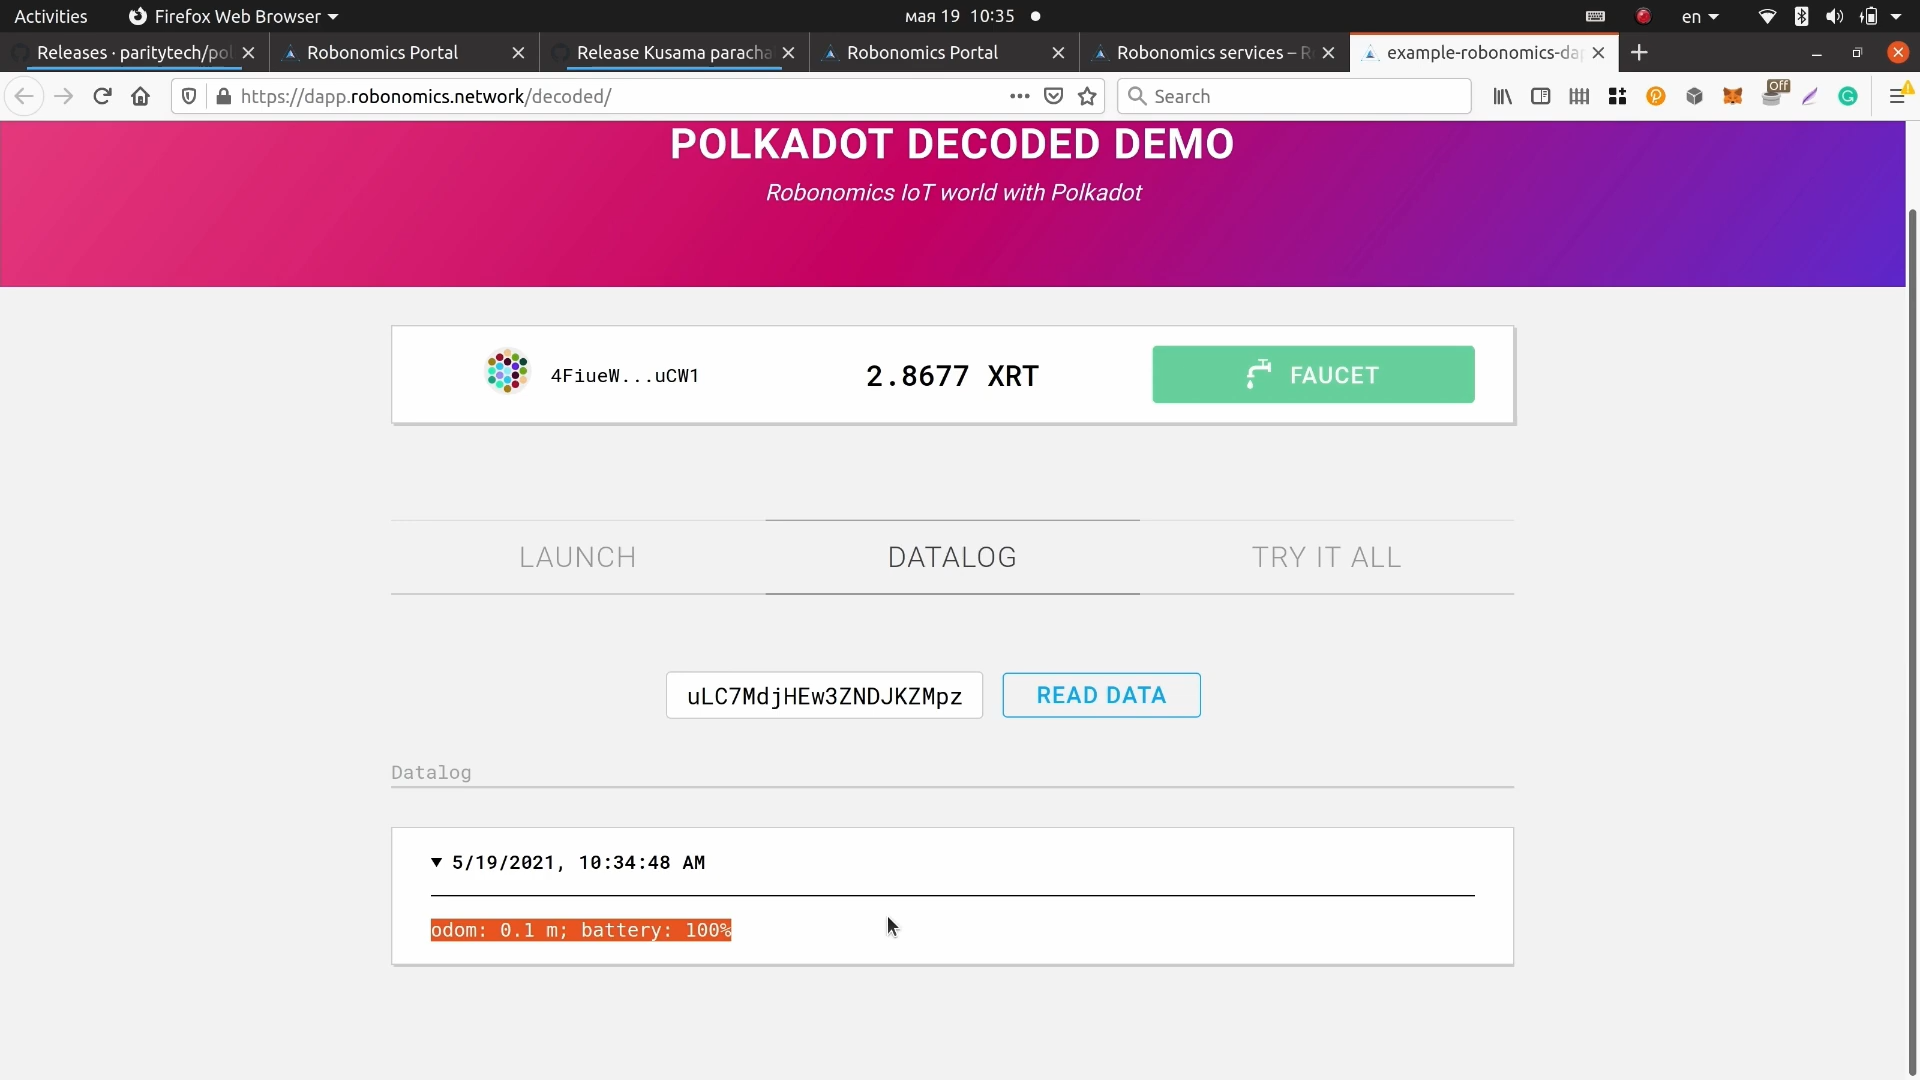 Activities
Firefox Web Browser
мая 19 10:35
en
Releases · paritytech/pol
Robonomics Portal
Release Kusama paracha
Robonomics Portal
Robonomics services – R
example-robonomics-da
https://dapp.robonomics.network/decoded/
Search
Off
POLKADOT DECODED DEMO
Robonomics IoT world with Polkadot
4FiueW...uCW1
2.8677 XRT
FAUCET
LAUNCH
DATALOG
TRY IT ALL
uLC7MdjHEw3ZNDJKZMpz
READ DATA
Datalog
5/19/2021, 10:34:48 AM
odom: 0.1 m; battery: 100%